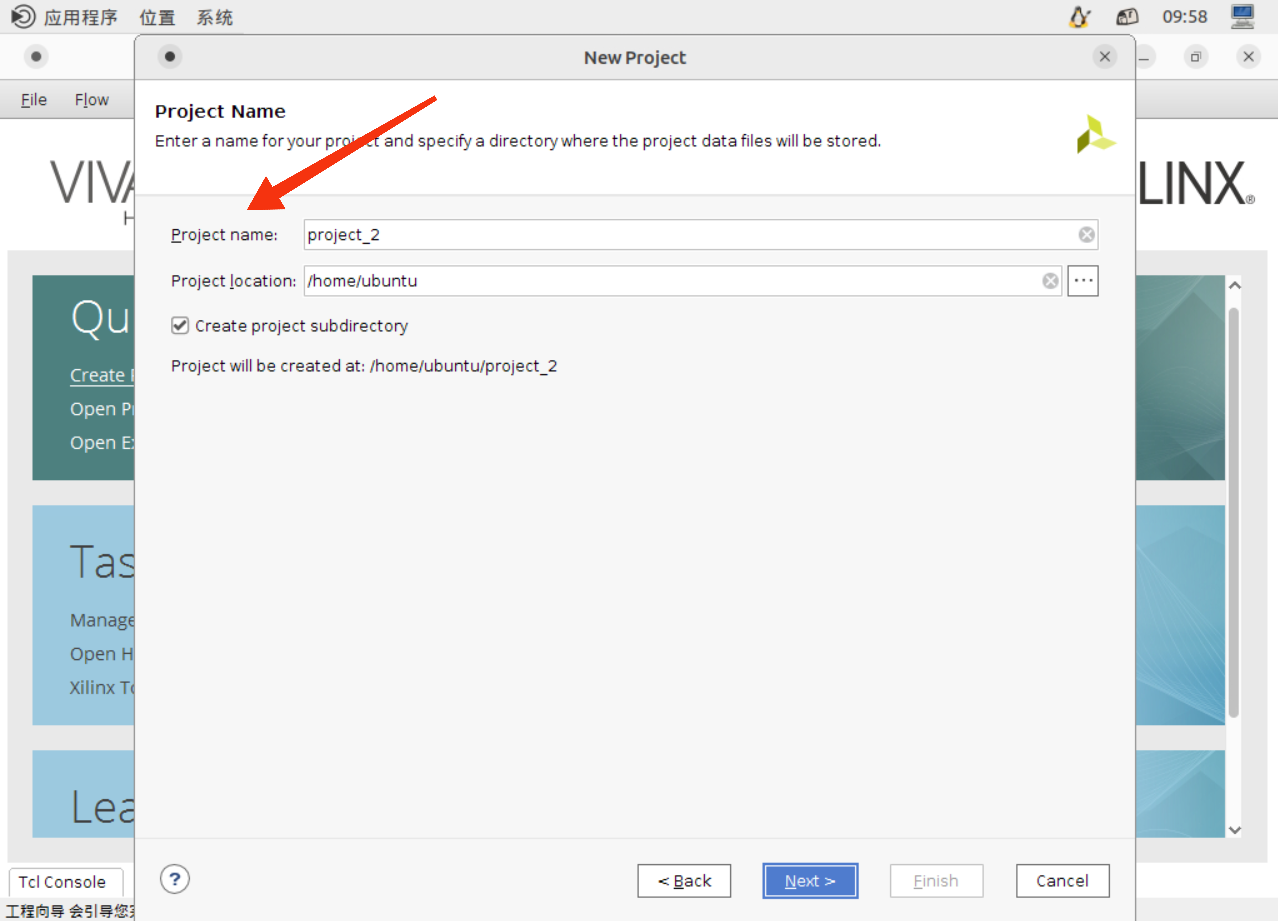 应用程序 位置 系统 09:58
New Project
File Flow
Project Name
Enter a name for your project and specify a directory where the project data files will be stored.
VIVA LINX®
H
Project name: project_2
Project location: /home/ubuntu ...
Qu
Create project subdirectory
Create P
Project will be created at: /home/ubuntu/project_2
Open Pr
Open Ex
Tas
Manage
Open H
Xilinx To
Lea
? < Back Next > Finish Cancel
Tcl Console
工程向导 会引导您